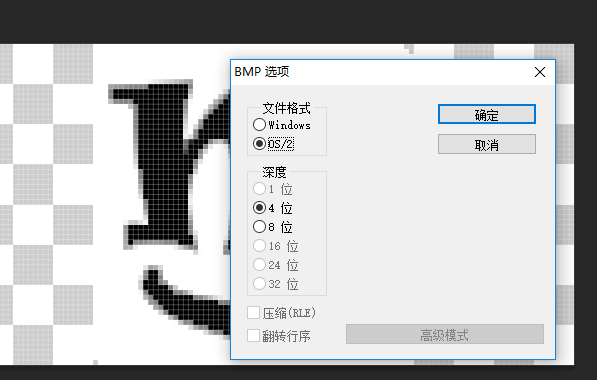 BMP 选项
文件格式
Windows
OS/2
确定
取消
深度
1 位
4 位
8 位
16 位
24 位
32 位
压缩(RLE)
翻转行序
高级模式